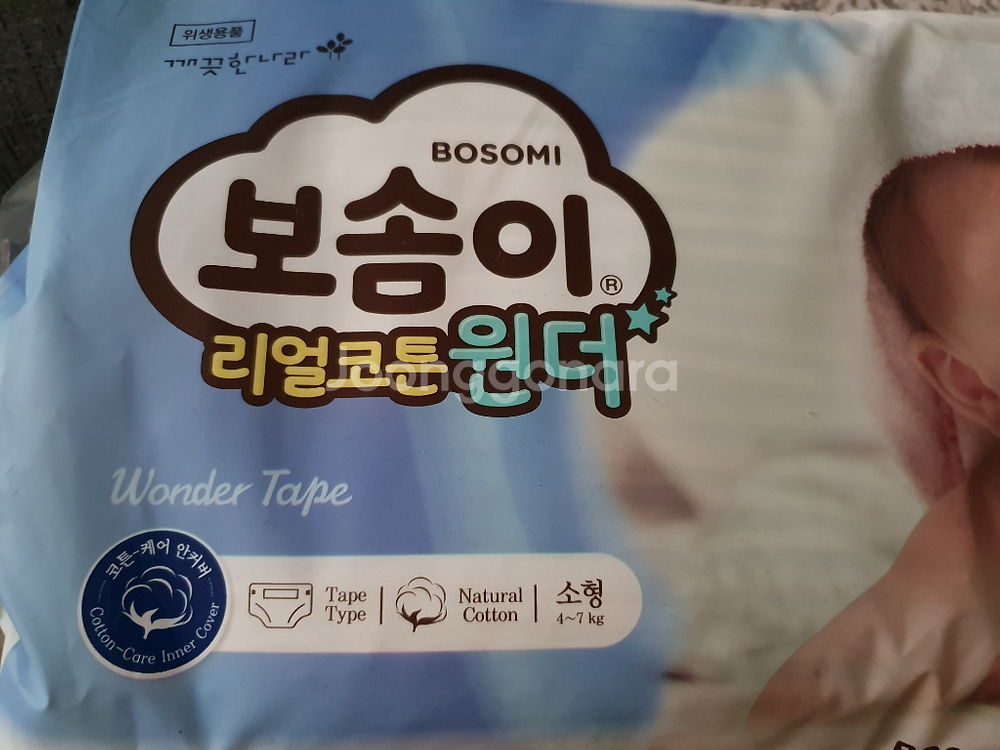 위생용품
깨끗한나라
BOSOMI
보솜이®
리얼코튼 원더
Joonggonara
Wonder Tape
코튼-케어 안커버
Cotton-Care Inner Cover
Tape
Type
Natural
Cotton
소형
4~7 kg